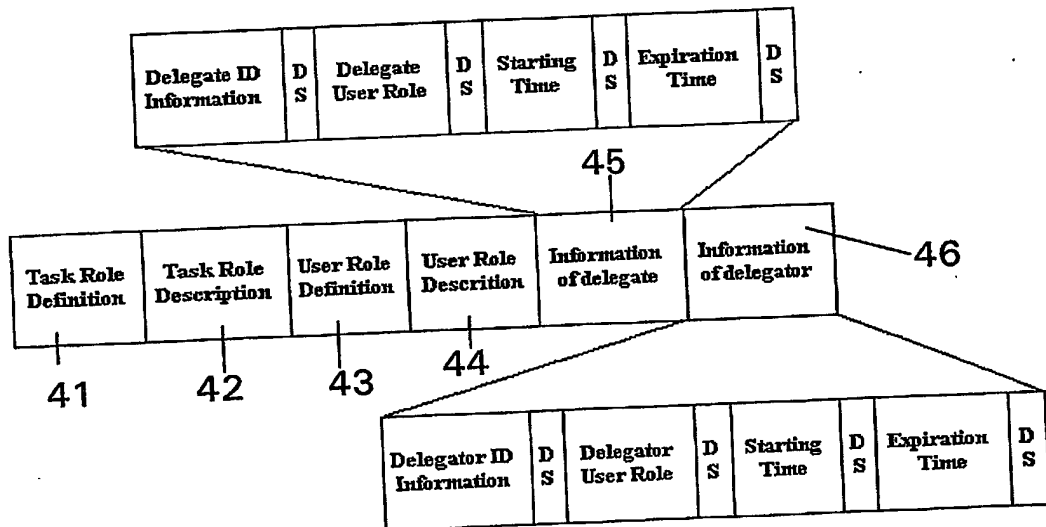 Delegate ID
Information
D
S
Delegate
User Role
D
S
Starting
Time
D
S
Expiration
Time
D
S
45
Task Role
Definition
Task Role
Description
User Role
Definition
User Role
Descrition
Information
of delegate
Information
of delegator
46
41
42
43
44
Delegator ID
Information
D
S
Delegator
User Role
D
S
Starting
Time
D
S
Expiration
Time
D
S